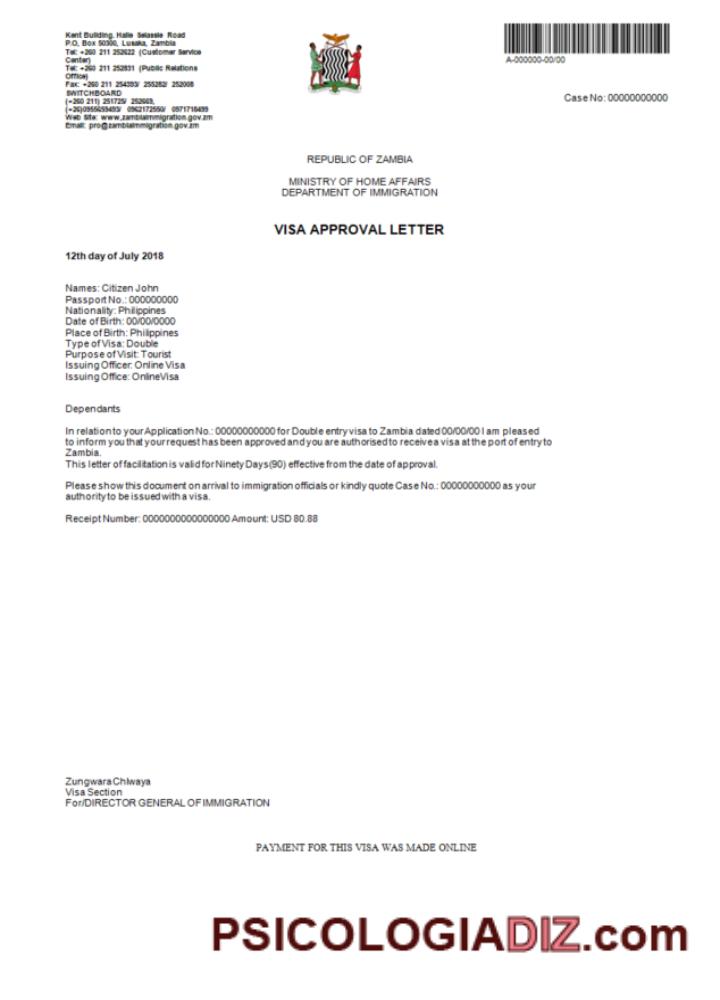 Kent Building, Haile Selassie Road
P.O, Box 50300, Lusaka, Zambia
Tel: +260 211 252622 (Customer Service
Center)
Tel: +260 211 252831 (Public Relations
Office)
Fax: +260 211 254393/ 255262/ 252008
SWITCHBOARD
(+260 211) 251725/ 252669,
(+26)0955659493/ 0962172550/ 0971718499
Web Site: www.zambiaimmigration.gov.zm
Email: pro@zambiaimmigration.gov.zm
A-000000-00/00
Case No: 00000000000
REPUBLIC OF ZAMBIA
MINISTRY OF HOME AFFAIRS
DEPARTMENT OF IMMIGRATION
VISA APPROVAL LETTER
12th day of July 2018
Names: Citizen John
Passport No.: 000000000
Nationality: Philippines
Date of Birth: 00/00/0000
Place of Birth: Philippines
Type of Visa: Double
Purpose of Visit: Tourist
Issuing Officer: Online Visa
Issuing Office: OnlineVisa
Dependants
In relation to your Application No.: 00000000000 for Double entry visa to Zambia dated 00/00/00 I am pleased
to inform you that your request has been approved and you are authorised to receive a visa at the port of entry to
Zambia.
This letter of facilitation is valid for Ninety Days(90) effective from the date of approval.
Please show this document on arrival to immigration officials or kindly quote Case No.: 00000000000 as your
authority to be issued with a visa.
Receipt Number: 0000000000000000 Amount: USD 80.88
Zungwara Chlwaya
Visa Section
For/DIRECTOR GENERAL OF IMMIGRATION
PAYMENT FOR THIS VISA WAS MADE ONLINE
PSICOLOGIADIZ.com